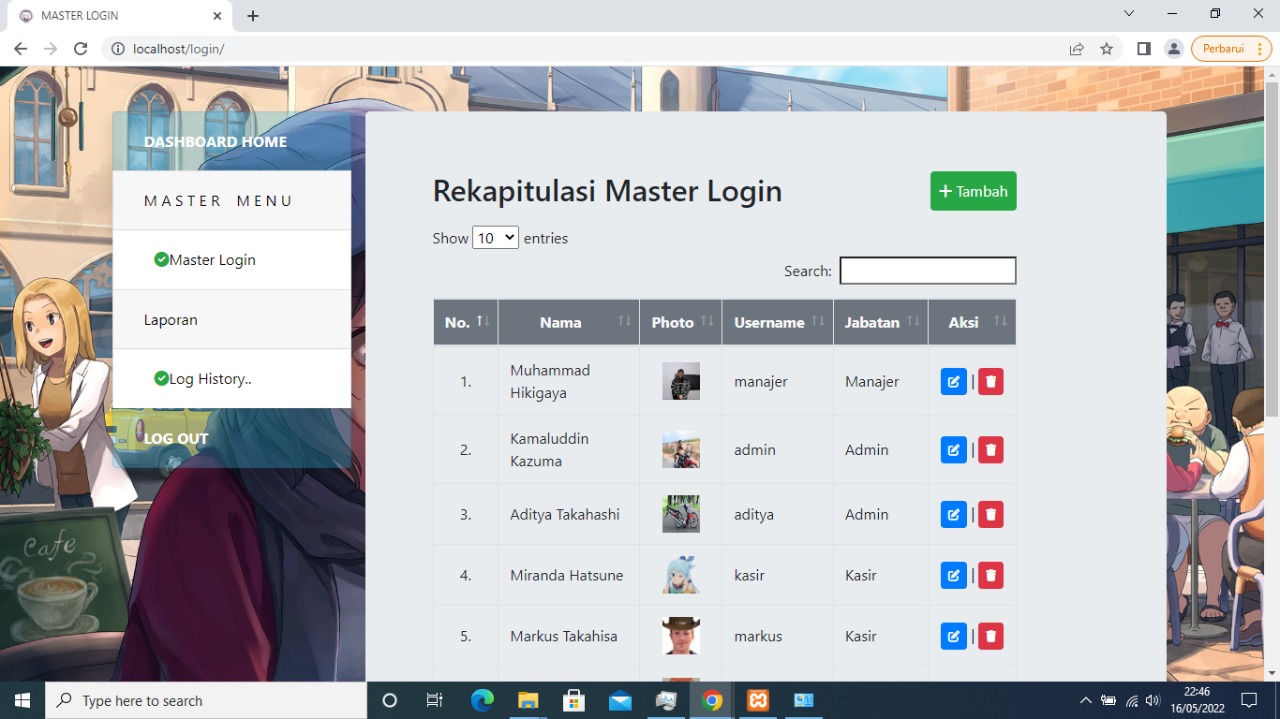 MASTER LOGIN
localhost/login/
Perbarui
DASHBOARD HOME
MASTER MENU
Master Login
Laporan
Log History..
LOG OUT
Cafe
Rekapitulasi Master Login
Tambah
Show 10 entries
Search:
No. Nama Photo Username Jabatan Aksi
1. Muhammad Hikigaya manajer Manajer |
2. Kamaluddin Kazuma admin Admin |
3. Aditya Takahashi aditya Admin |
4. Miranda Hatsune kasir Kasir |
5. Markus Takahisa markus Kasir |
Type here to search
22:46
16/05/2022